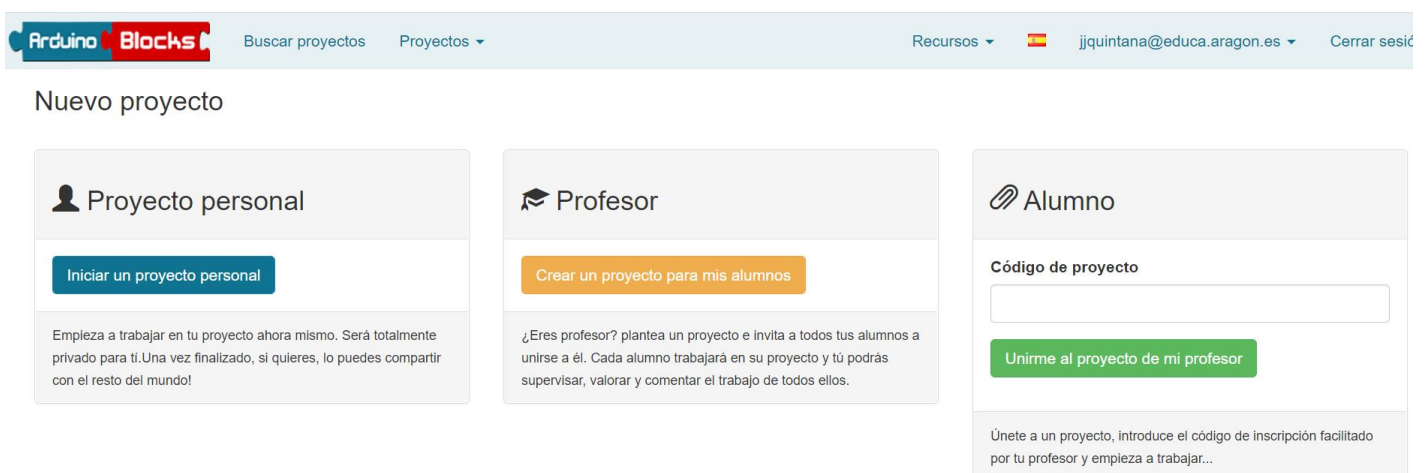 Arduino Blocks Buscar proyectos Proyectos Recursos jjquintana@educa.aragon.es Cerrar sesió
Nuevo proyecto
Proyecto personal
Iniciar un proyecto personal
Empieza a trabajar en tu proyecto ahora mismo. Será totalmente
privado para tí.Una vez finalizado, si quieres, lo puedes compartir
con el resto del mundo!
Profesor
Crear un proyecto para mis alumnos
¿Eres profesor? plantea un proyecto e invita a todos tus alumnos a
unirse a él. Cada alumno trabajará en su proyecto y tú podrás
supervisar, valorar y comentar el trabajo de todos ellos.
Alumno
Código de proyecto
Unirme al proyecto de mi profesor
Únete a un proyecto, introduce el código de inscripción facilitado
por tu profesor y empieza a trabajar...